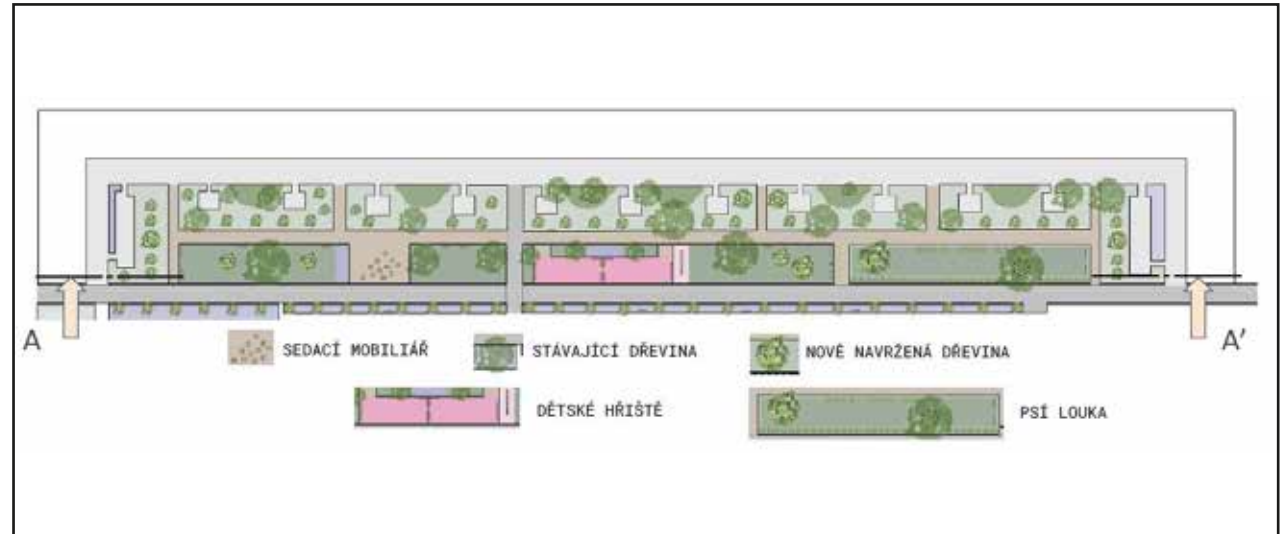 A
A'
SEDACÍ MOBILIÁŘ
STÁVAJÍCÍ DŘEVINA
NOVĚ NAVRŽENÁ DŘEVINA
DĚTSKÉ HŘIŠTĚ
PSÍ LOUKA